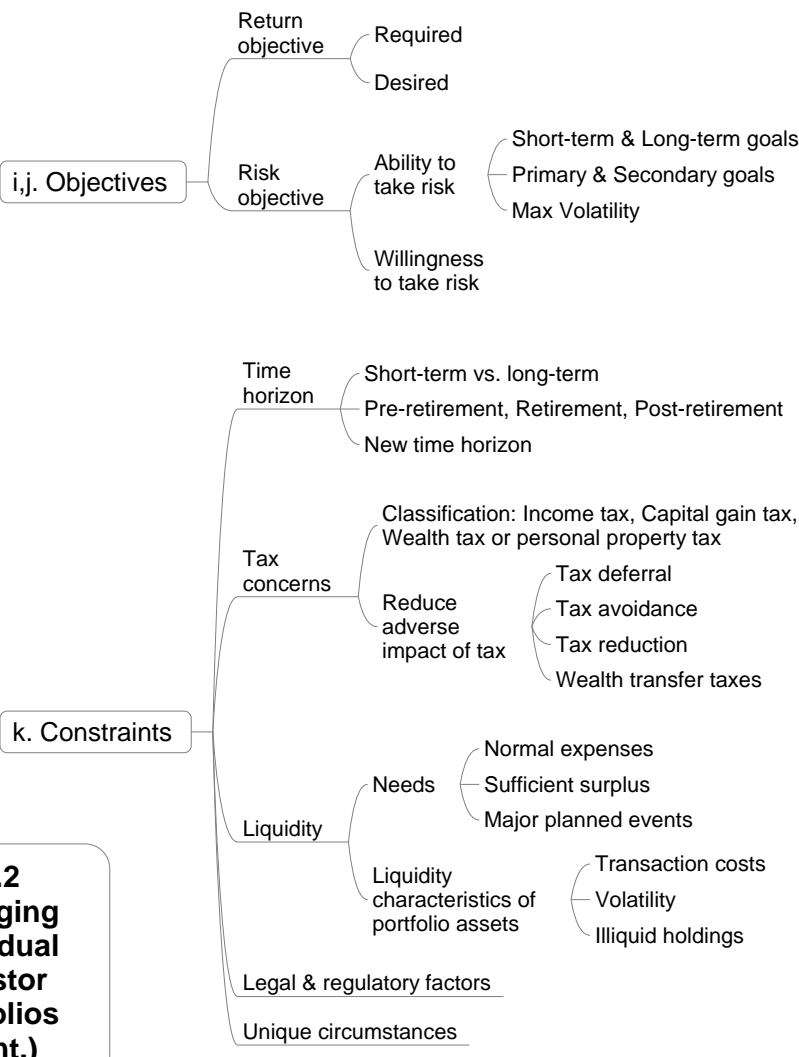 Return
objective
Required
Desired
i,j. Objectives
Risk
objective
Ability to
take risk
Short-term & Long-term goals
Primary & Secondary goals
Max Volatility
Willingness
to take risk
Time
horizon
Short-term vs. long-term
Pre-retirement, Retirement, Post-retirement
New time horizon
Tax
concerns
Classification: Income tax, Capital gain tax,
Wealth tax or personal property tax
Reduce
adverse
impact of tax
Tax deferral
Tax avoidance
Tax reduction
Wealth transfer taxes
k. Constraints
Liquidity
Needs
Normal expenses
Sufficient surplus
Major planned events
Liquidity
characteristics of
portfolio assets
Transaction costs
Volatility
Illiquid holdings
Legal & regulatory factors
Unique circumstances